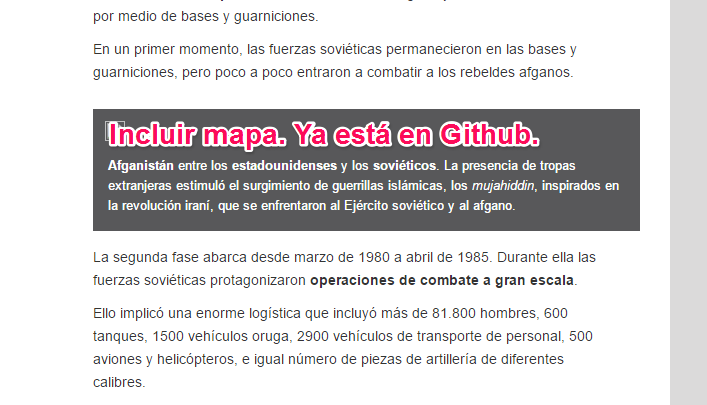 por medio de bases y guarniciones.
En un primer momento, las fuerzas soviéticas permanecieron en las bases y
guarniciones, pero poco a poco entraron a combatir a los rebeldes afganos.
Incluir mapa. Ya está en Github.
Afganistán entre los estadounidenses y los soviéticos. La presencia de tropas
extranjeras estimuló el surgimiento de guerrillas islámicas, los mujahiddin, inspirados en
la revolución iraní, que se enfrentaron al Ejército soviético y al afgano.
La segunda fase abarca desde marzo de 1980 a abril de 1985. Durante ella las
fuerzas soviéticas protagonizaron operaciones de combate a gran escala.
Ello implicó una enorme logística que incluyó más de 81.800 hombres, 600
tanques, 1500 vehículos oruga, 2900 vehículos de transporte de personal, 500
aviones y helicópteros, e igual número de piezas de artillería de diferentes
calibres.